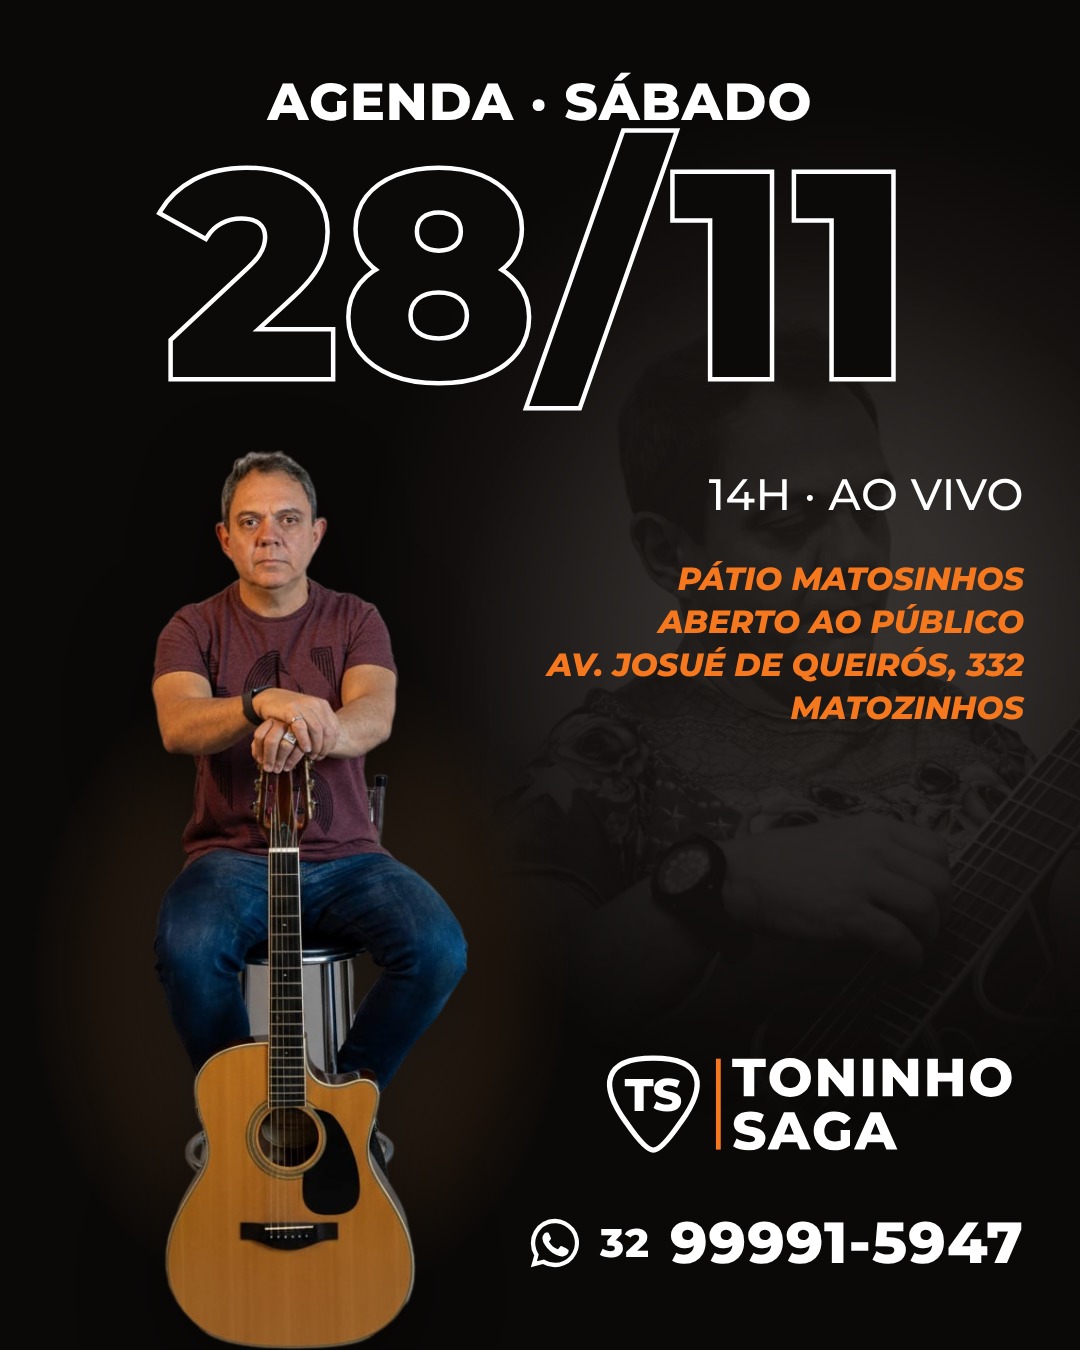 AGENDA • SÁBADO
28/11
14H • AO VIVO
PÁTIO MATOSINHOS
ABERTO AO PÚBLICO
AV. JOSUÉ DE QUEIRÓS, 332
MATOZINHOS
TS
TONINHO
SAGA
32 99991-5947